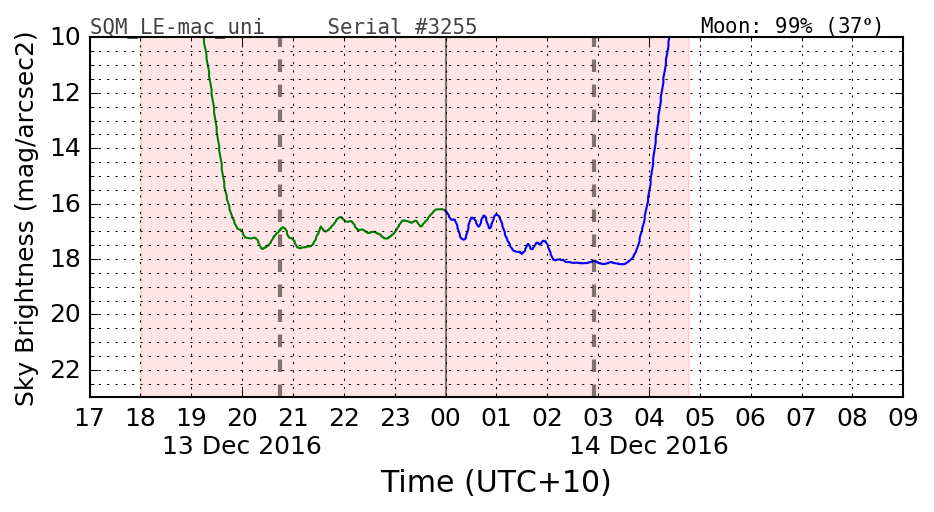 SQM_LE-mac_uni Serial #3255 Moon: 99% (37°)
Sky Brightness (mag/arcsec2)
10
12
14
16
18
20
22
17 18 19 20 21 22 23 00 01 02 03 04 05 06 07 08 09
13 Dec 2016 14 Dec 2016
Time (UTC+10)